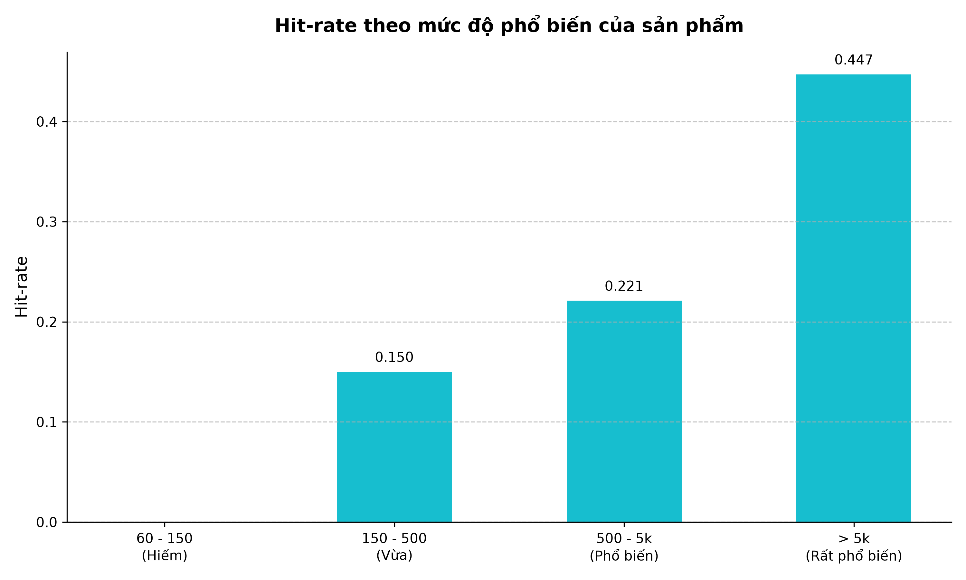 Hit-rate theo mức độ phổ biến của sản phẩm
0.447
0.4
0.3
0.221
0.2
0.150
0.1
0.0
Hit-rate
60 - 150
(Hiếm)
150 - 500
(Vừa)
500 - 5k
(Phổ biến)
> 5k
(Rất phổ biến)